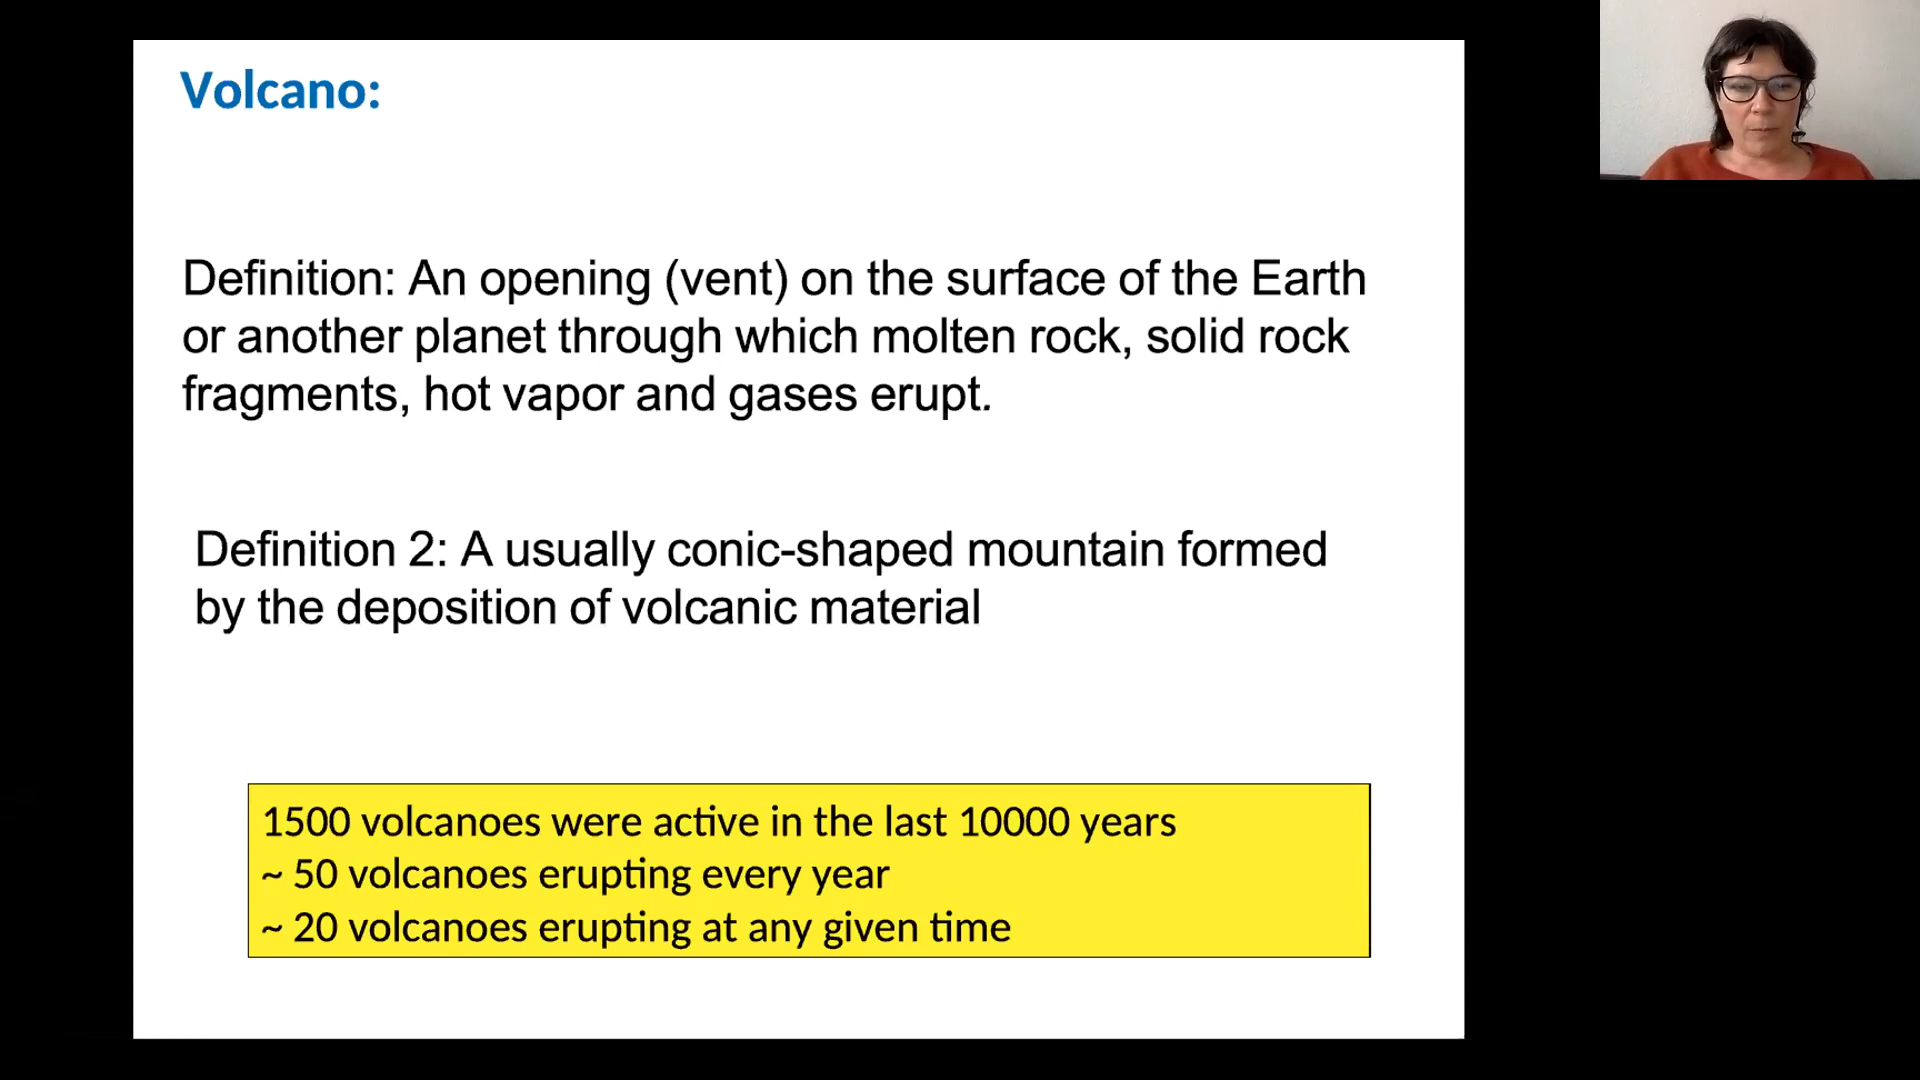 Volcano:
Definition: An opening (vent) on the surface of the Earth
or another planet through which molten rock, solid rock
fragments, hot vapor and gases erupt.
Definition 2: A usually conic-shaped mountain formed
by the deposition of volcanic material
1500 volcanoes were active in the last 10000 years
~ 50 volcanoes erupting every year
~ 20 volcanoes erupting at any given time